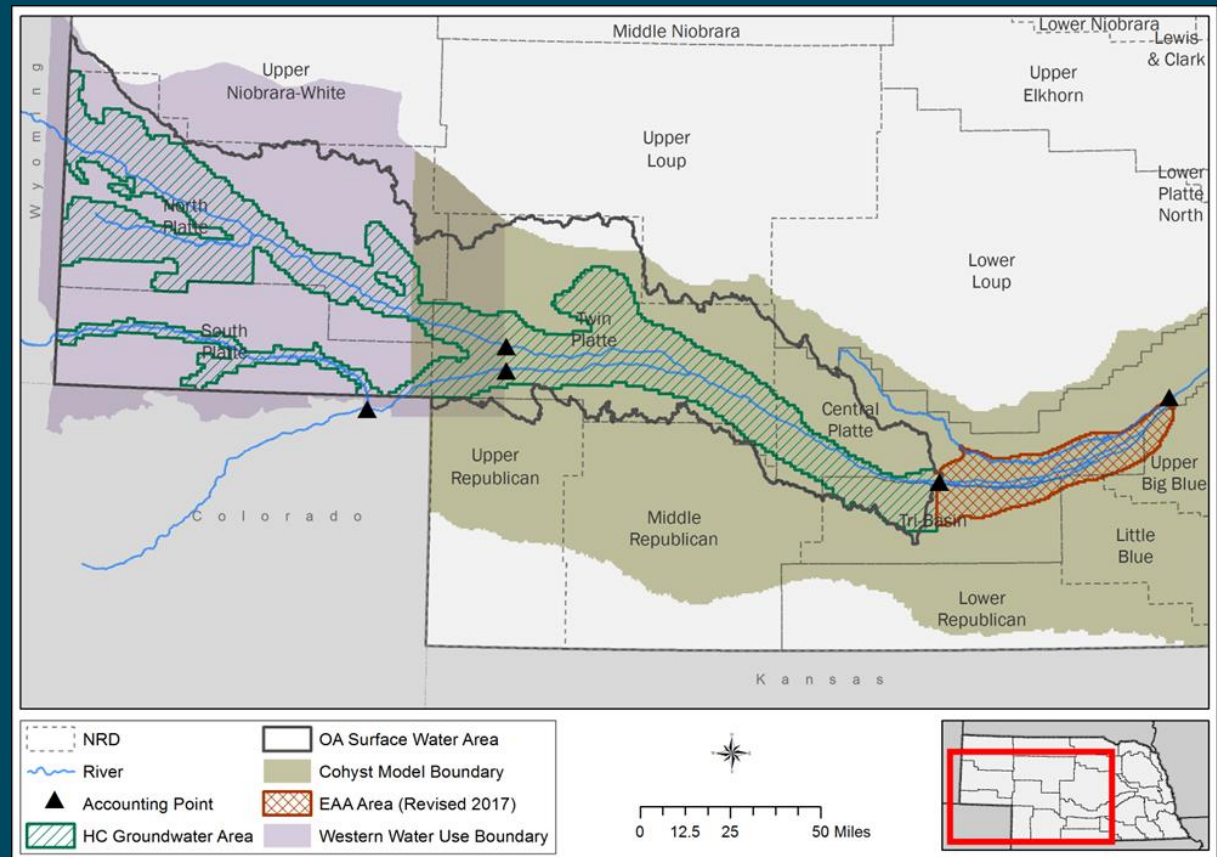 Middle Niobrara
Lower Niobrara
Lewis
& Clark
Upper
Niobrara-White
Upper
Elkhorn
Upper
Loup
Lower
Platte
North
Wyoming
North
Platte
Lower
Loup
South
Platte
Twin
Platte
Central
Platte
Upper
Republican
Upper
Big Blue
Colorado
Middle
Republican
Tri-Basin
Little
Blue
Lower
Republican
Kansas
NRD
River
Accounting Point
HC Groundwater Area
OA Surface Water Area
Cohyst Model Boundary
EAA Area (Revised 2017)
Western Water Use Boundary
0 12.5 25 50 Miles